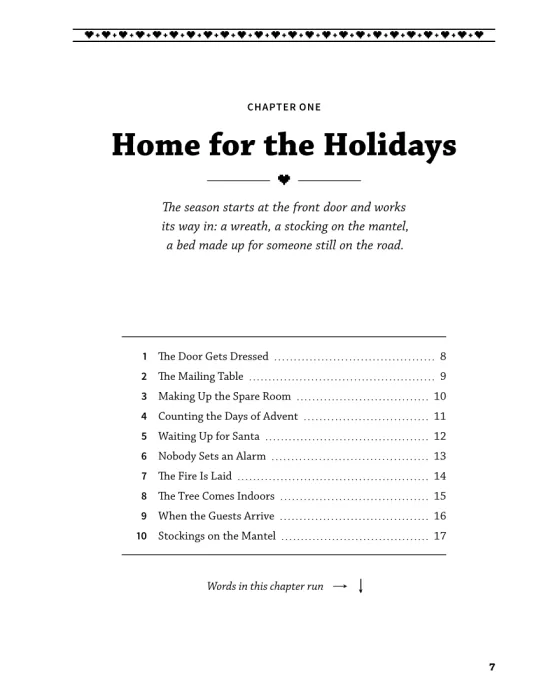 CHAPTER ONE
Home for the Holidays
The season starts at the front door and works
its way in: a wreath, a stocking on the mantel,
a bed made up for someone still on the road.
1 The Door Gets Dressed ........................................ 8
2 The Mailing Table ................................................ 9
3 Making Up the Spare Room ................................. 10
4 Counting the Days of Advent ............................... 11
5 Waiting Up for Santa ......................................... 12
6 Nobody Sets an Alarm ....................................... 13
7 The Fire Is Laid ................................................ 14
8 The Tree Comes Indoors ..................................... 15
9 When the Guests Arrive ..................................... 16
10 Stockings on the Mantel ..................................... 17
Words in this chapter run → ↓
7